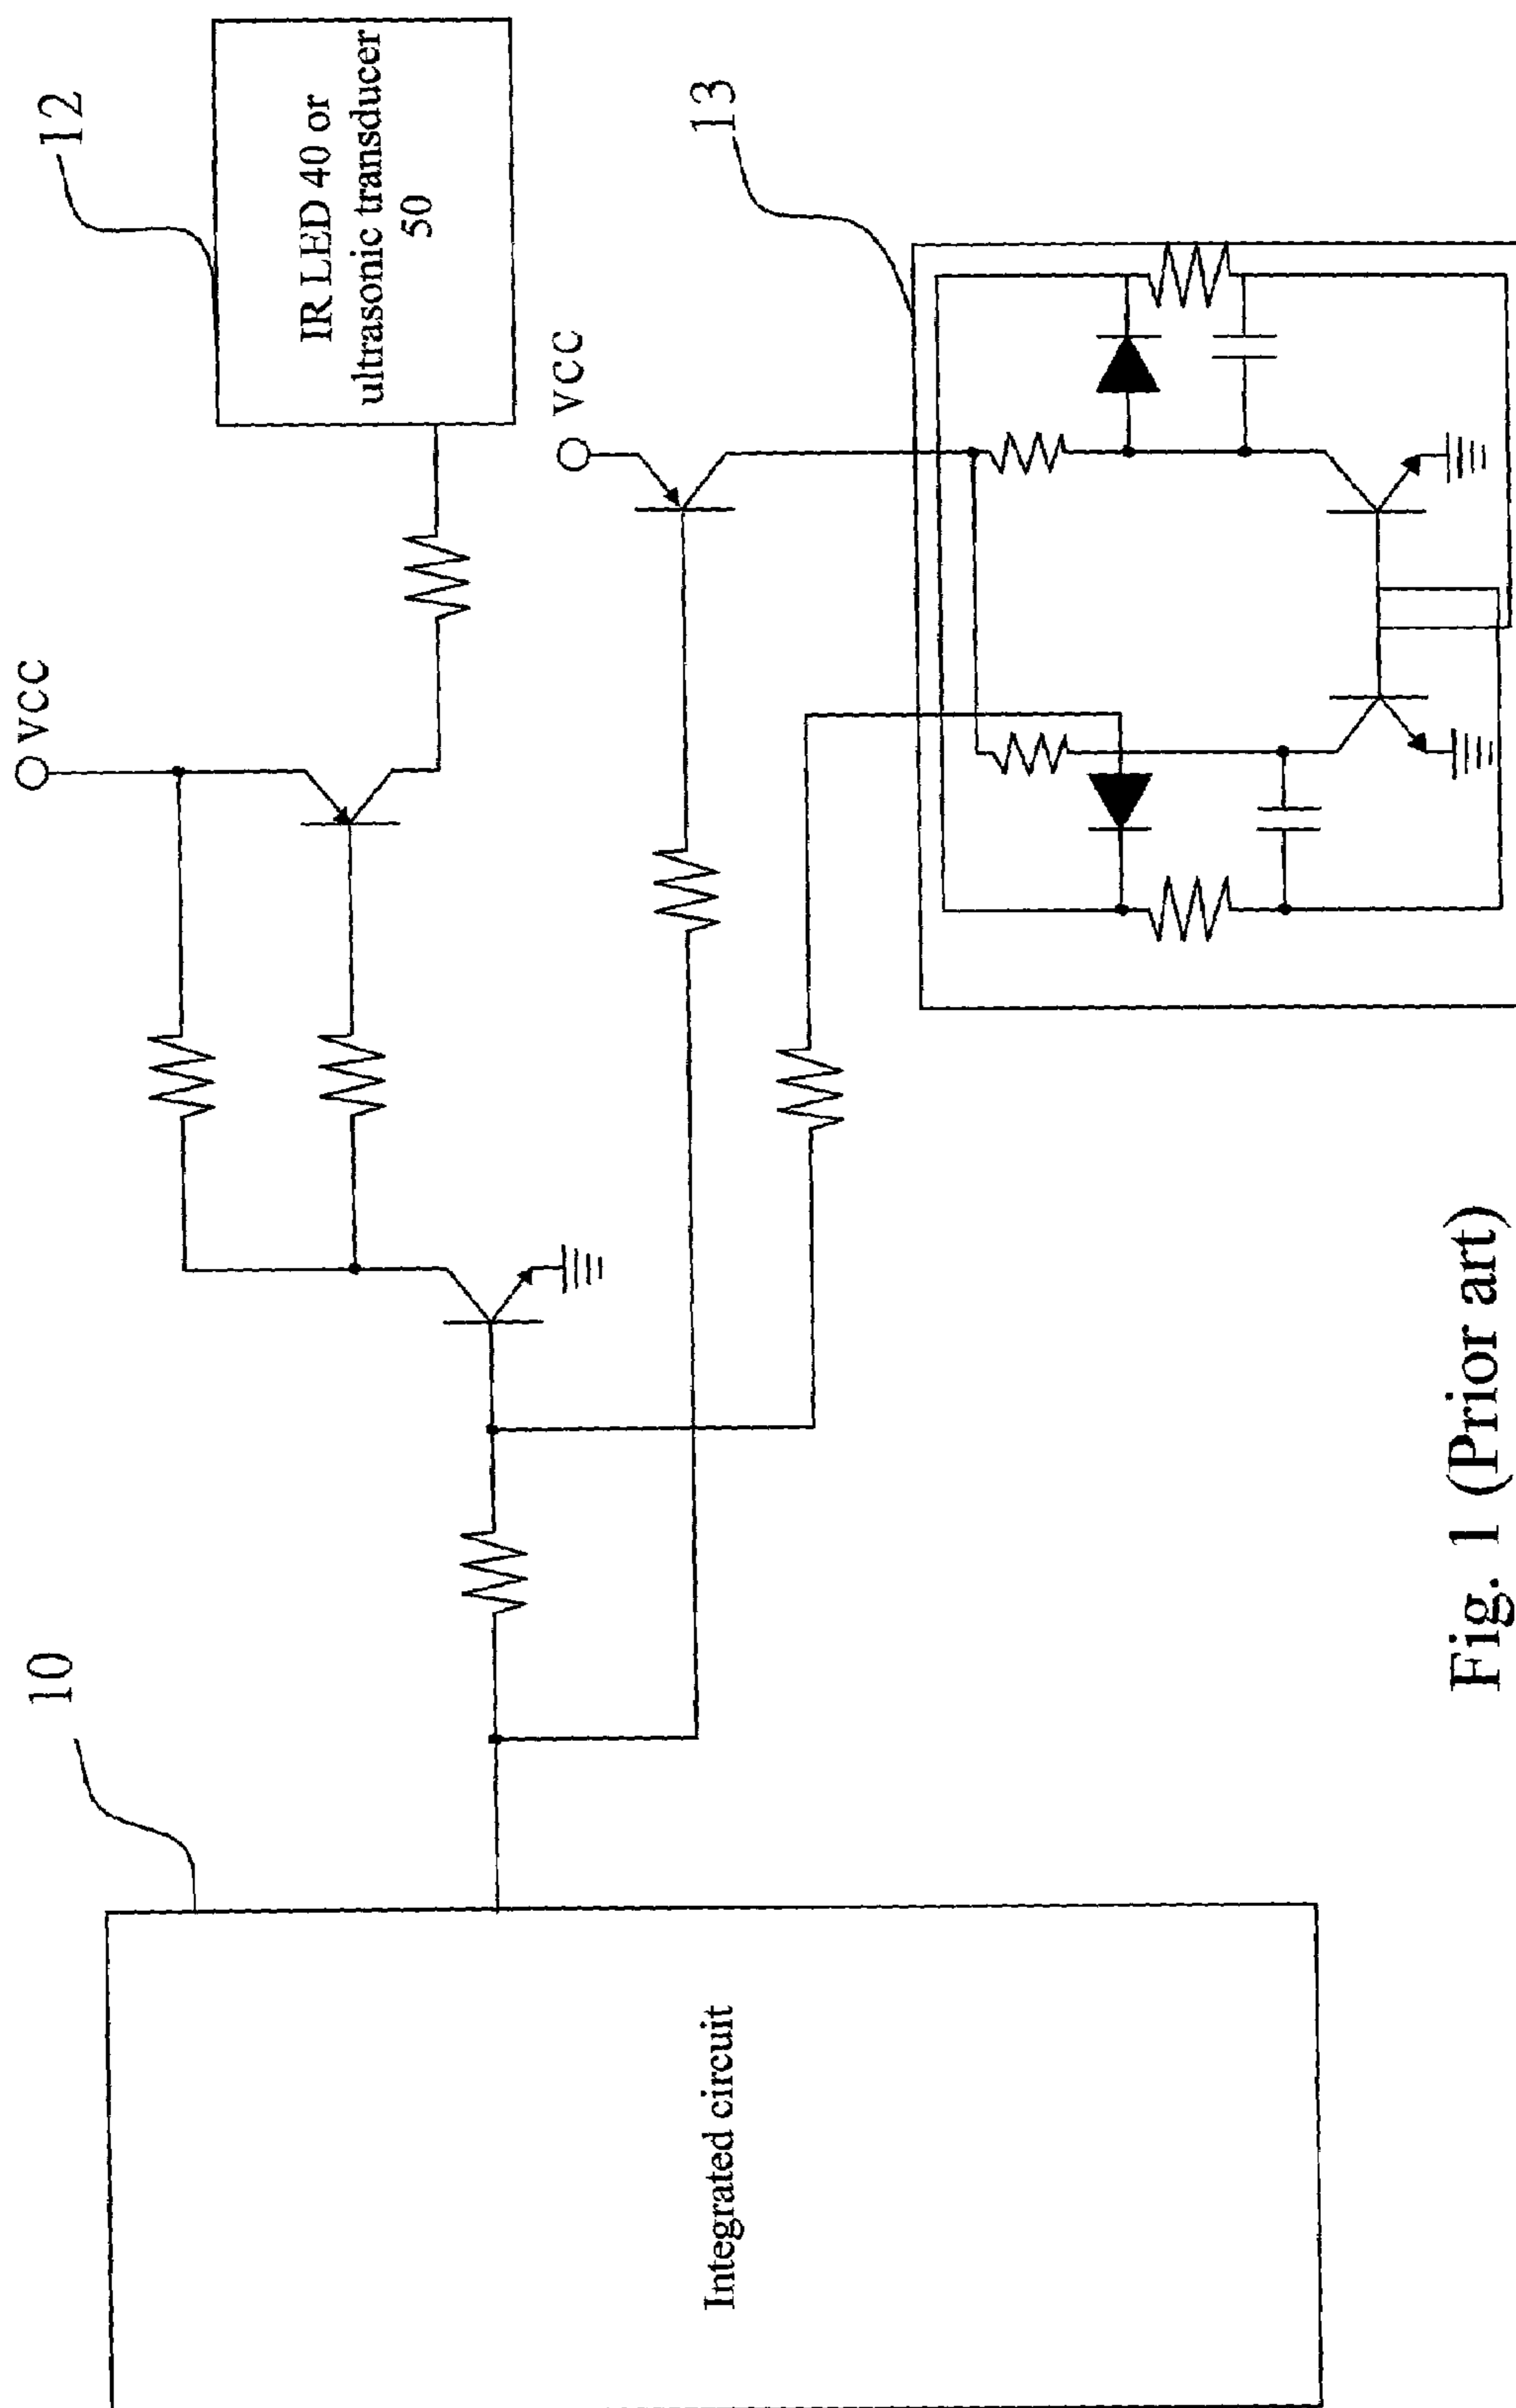 12
IR LED 40 or
ultrasonic transducer
50
VCC
VCC
13
10
Integrated circuit
Fig. 1 (Prior art)